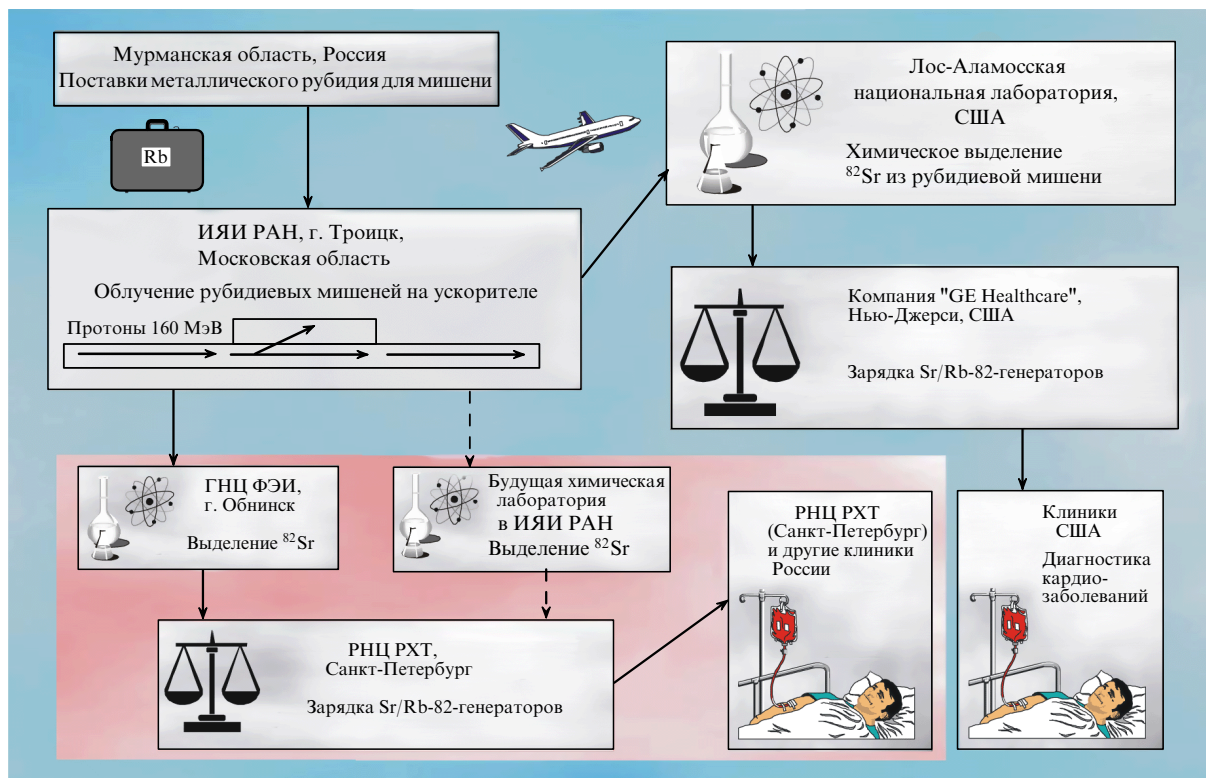 Мурманская область, Россия
Поставки металлического рубидия для мишени
Rb
ИЯИ РАН, г. Троицк,
Московская область
Облучение рубидиевых мишеней на ускорителе
Протоны 160 МэВ
Лос-Аламосская
национальная лаборатория,
США
Химическое выделение
⁸²Sr из рубидиевой мишени
Компания "GE Healthcare",
Нью-Джерси, США
Зарядка Sr/Rb-82-генераторов
ГНЦ ФЭИ,
г. Обнинск
Выделение ⁸²Sr
Будущая химическая
лаборатория
в ИЯИ РАН
Выделение ⁸²Sr
РНЦ РХТ,
Санкт-Петербург
Зарядка Sr/Rb-82-генераторов
РНЦ РХТ
(Санкт-Петербург)
и другие клиники
России
Клиники
США
Диагностика
кардио-
заболеваний